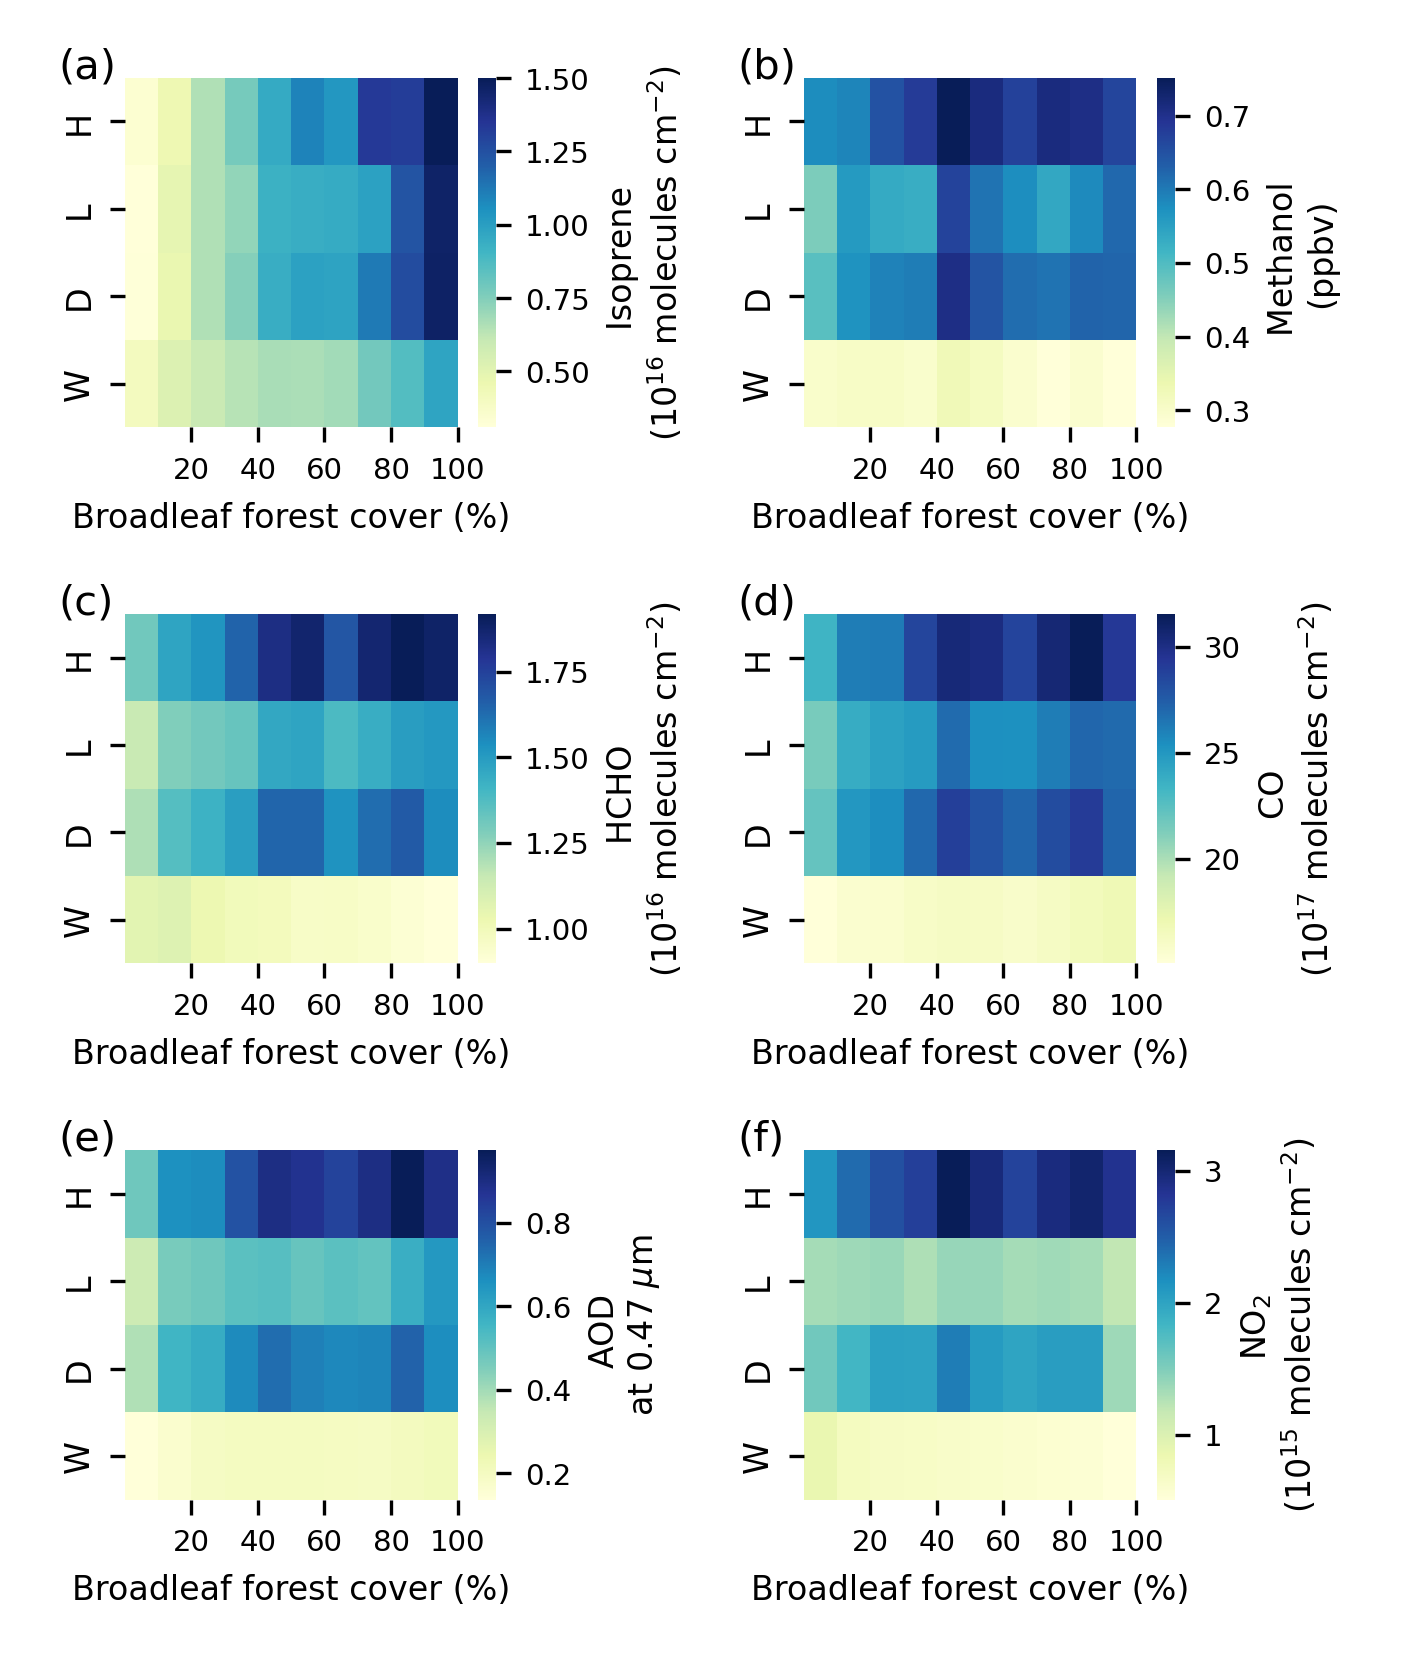 (a)
H
L
D
W
20 40 60 80 100
Broadleaf forest cover (%)
1.50
1.25
1.00
0.75
0.50
Isoprene
(10¹⁶ molecules cm⁻²)
(b)
H
L
D
W
20 40 60 80 100
Broadleaf forest cover (%)
0.7
0.6
0.5
0.4
0.3
Methanol
(ppbv)
(c)
H
L
D
W
20 40 60 80 100
Broadleaf forest cover (%)
1.75
1.50
1.25
1.00
HCHO
(10¹⁶ molecules cm⁻²)
(d)
H
L
D
W
20 40 60 80 100
Broadleaf forest cover (%)
30
25
20
CO
(10¹⁷ molecules cm⁻²)
(e)
H
L
D
W
20 40 60 80 100
Broadleaf forest cover (%)
0.8
0.6
0.4
0.2
AOD
at 0.47 μm
(f)
H
L
D
W
20 40 60 80 100
Broadleaf forest cover (%)
3
2
1
NO₂
(10¹⁵ molecules cm⁻²)